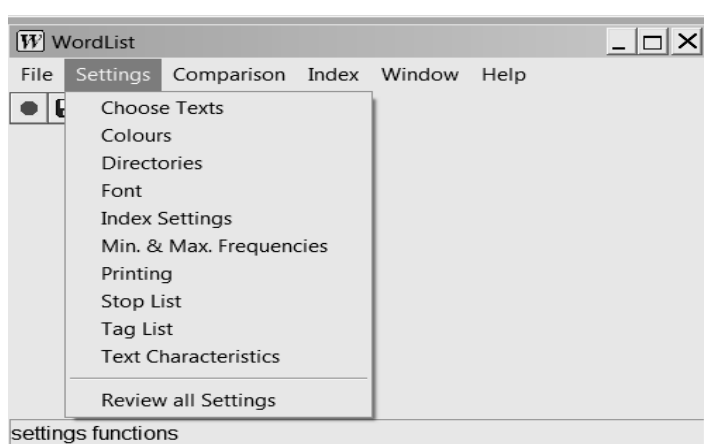 W WordList
File Settings Comparison Index Window Help
Choose Texts
Colours
Directories
Font
Index Settings
Min. & Max. Frequencies
Printing
Stop List
Tag List
Text Characteristics
Review all Settings
settings functions